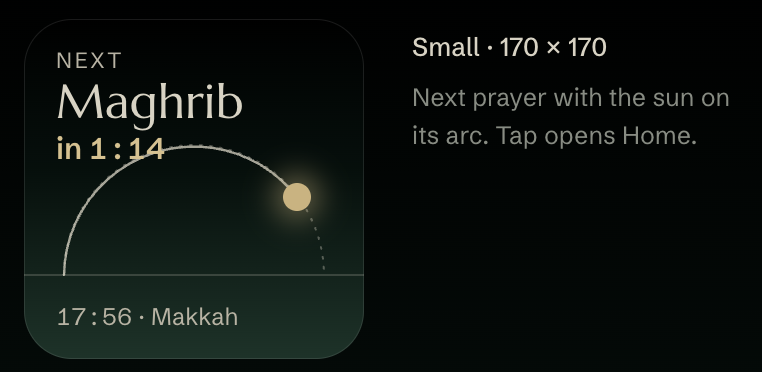 NEXT
Maghrib
in 1:14
17:56 · Makkah
Small · 170 × 170
Next prayer with the sun on
its arc. Tap opens Home.